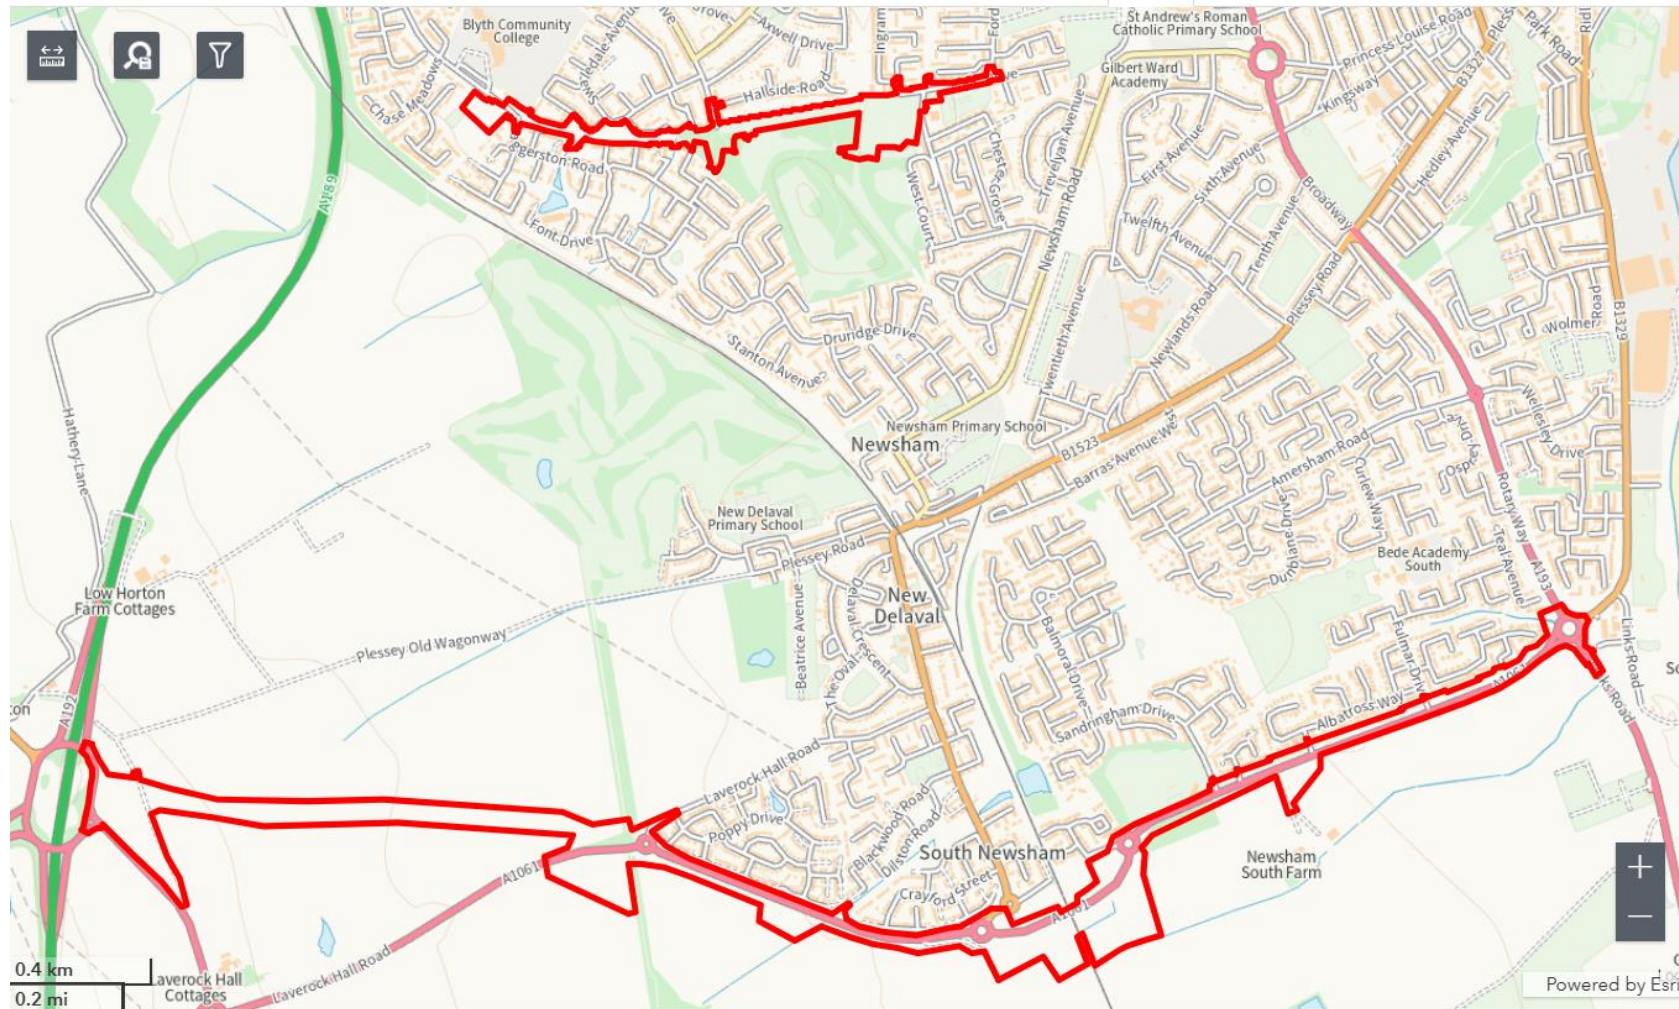 Blyth Community
College
Axwell Drive
Ingram
St Andrew's Roman
Catholic Primary School
Princess Louise Road
Park Road
B1327
Gilbert Ward
Academy
Kingsway
Hallside Road
Chase Meadows
A189
Hedley Avenue
Trevelyan Avenue
First Avenue
Sixth Avenue
Broadway
West Court
Newsham Road
Twelfth Avenue
Tenth Avenue
Font Drive
Plessey Road
Road
Wolmer
B1329
Druridge Drive
Stanton Avenue
Twentieth Avenue
Newlands Road
Hathery Lane
Newsham Primary School
Newsham
B1523
Barras Avenue West
Amersham Road
Wellesley Drive
Curlew Way
Rotary Way
New Delaval
Primary School
Plessey Road
Bede Academy
South
Teal Avenue
A193
Low Horton
Farm Cottages
New
Delaval
Delaval Crescent
Beatrice Avenue
The Oval
Balmoral Drive
Fulmar Drive
Links Road
Plessey Old Wagonway
A192
Sandringham Drive
Albatross Way
A1061
Laverock Hall Road
Poppy Drive
Blackwood Road
Dilston Road
South Newsham
Crayford Street
Newsham
South Farm
A1061
A1061
Laverock Hall Road
Laverock Hall
Cottages
+
−
0.4 km
0.2 mi
Powered by Esri